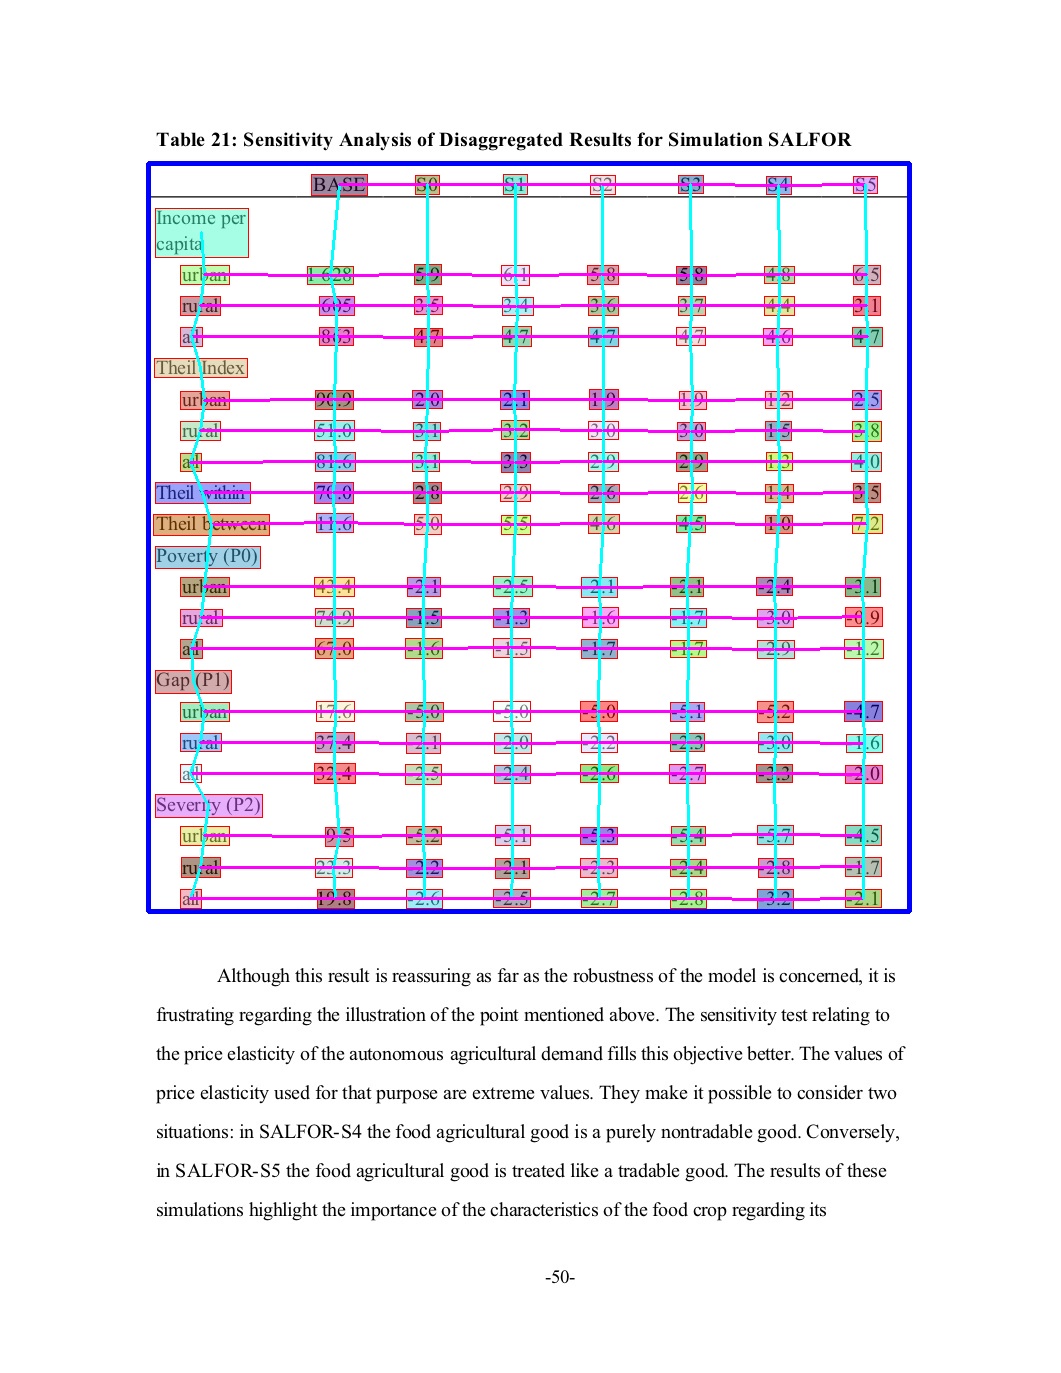 Table 21: Sensitivity Analysis of Disaggregated Results for Simulation SALFOR
BASE S0 S1 S2 S3 S4 S5
Income per
capita
urban 1 628 5.9 6.1 5.8 5.8 4.8 6.5
rural 605 3.5 3.4 3.6 3.7 4.4 3.1
all 863 4.7 4.7 4.7 4.7 4.6 4.7
Theil Index
urban 90.9 2.0 2.1 1.9 1.9 1.2 2.5
rural 51.0 3.1 3.2 3.0 3.0 1.5 3.8
all 81.6 3.1 3.3 2.9 2.9 1.3 4.0
Theil within 70.0 2.8 2.9 2.6 2.6 1.4 3.5
Theil between 11.6 5.0 5.5 4.6 4.5 1.0 7.2
Poverty (P0)
urban 43.4 -2.1 -2.5 -2.1 -2.1 -2.4 -3.1
rural 74.9 -1.5 -1.3 -1.6 -1.7 -3.0 -0.9
all 67.0 -1.6 -1.5 -1.7 -1.7 -2.9 -1.2
Gap (P1)
urban 17.6 -5.0 -5.0 -5.0 -5.1 -5.2 -4.7
rural 37.4 -2.1 -2.0 -2.2 -2.3 -3.0 -1.6
all 32.4 -2.5 -2.4 -2.6 -2.7 -3.3 -2.0
Severity (P2)
urban 9.5 -5.2 -5.1 -5.3 -5.4 -5.7 -4.5
rural 23.3 -2.2 -2.1 -2.3 -2.4 -2.8 -1.7
all 19.8 -2.6 -2.5 -2.7 -2.8 -3.2 -2.1
Although this result is reassuring as far as the robustness of the model is concerned, it is
frustrating regarding the illustration of the point mentioned above. The sensitivity test relating to
the price elasticity of the autonomous agricultural demand fills this objective better. The values of
price elasticity used for that purpose are extreme values. They make it possible to consider two
situations: in SALFOR-S4 the food agricultural good is a purely nontradable good. Conversely,
in SALFOR-S5 the food agricultural good is treated like a tradable good. The results of these
simulations highlight the importance of the characteristics of the food crop regarding its
-50-